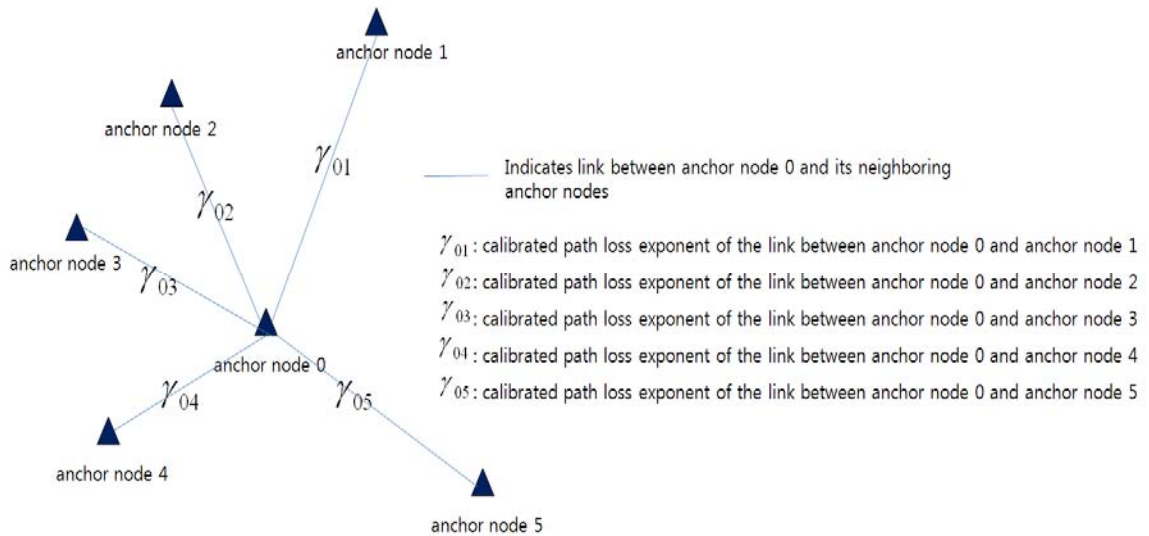 anchor node 1
anchor node 2
γ01
Indicates link between anchor node 0 and its neighboring
anchor nodes
γ02
anchor node 3
γ03
γ01 : calibrated path loss exponent of the link between anchor node 0 and anchor node 1
γ02 : calibrated path loss exponent of the link between anchor node 0 and anchor node 2
γ03 : calibrated path loss exponent of the link between anchor node 0 and anchor node 3
γ04 : calibrated path loss exponent of the link between anchor node 0 and anchor node 4
γ05 : calibrated path loss exponent of the link between anchor node 0 and anchor node 5
anchor node 0
γ04
γ05
anchor node 4
anchor node 5